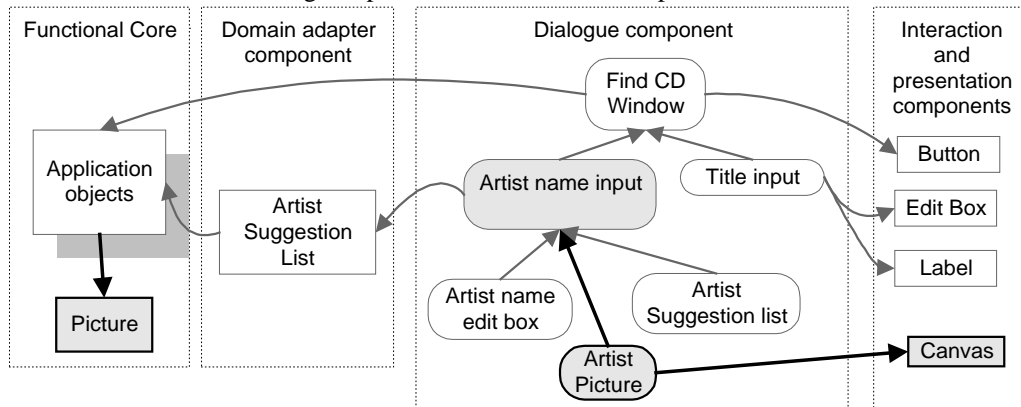 Functional Core
Domain adapter
component
Dialogue component
Interaction
and
presentation
components
Find CD
Window
Application
objects
Artist
Suggestion
List
Artist name input
Title input
Button
Edit Box
Label
Artist name
edit box
Artist
Suggestion list
Picture
Artist
Picture
Canvas